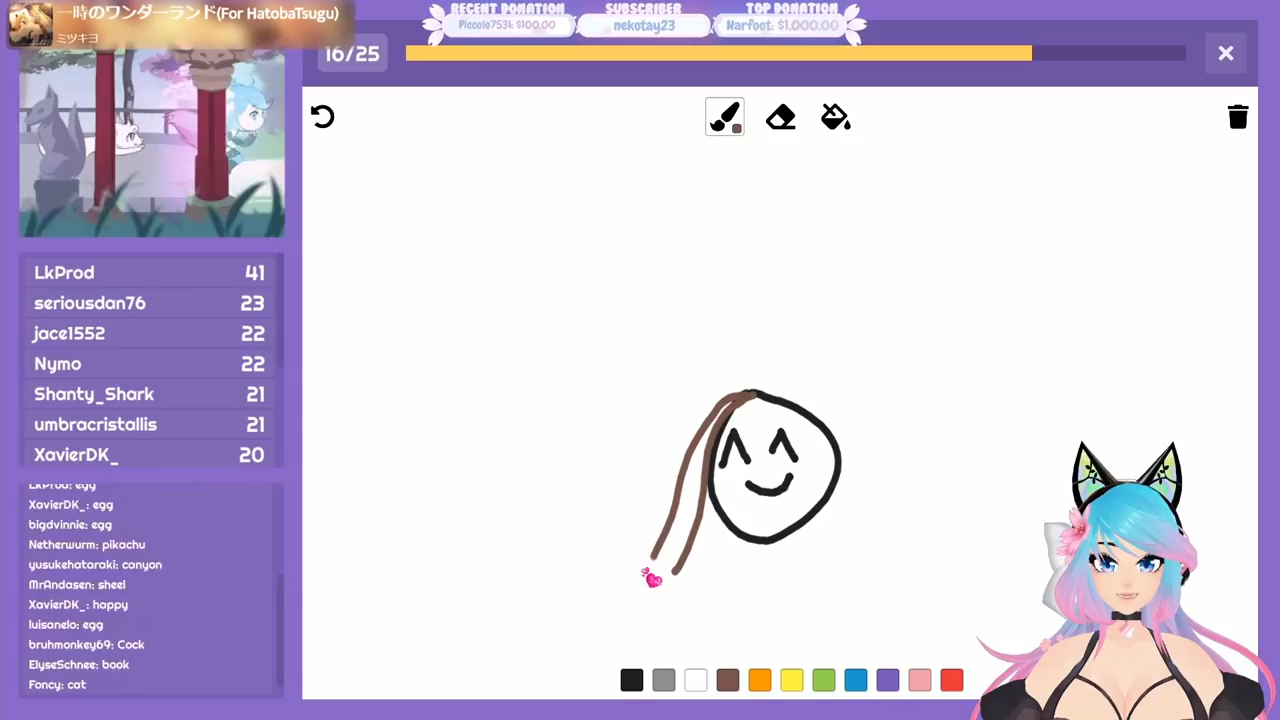 一時のワンダーランド(For HatobaTsugu)
ミツキヨ
RECENT DONATION
Piccolo753k $100.00
SUBSCRIBER
nekotay23
TOP DONATION
Narfoot: $1,000.00
16/25
LkProd 41
seriousdan76 23
jace1552 22
Nymo 22
Shanty_Shark 21
umbracristallis 21
XavierDK_ 20
LkProd: egg
XavierDK_: egg
bigdvinnie: egg
Netherwurm: pikachu
yusukehataraki: canyon
MrAndasen: sheel
XavierDK_: happy
luisanelo: egg
bruhmonkey69: Cock
ElyseSchnee: book
Foncy: cat